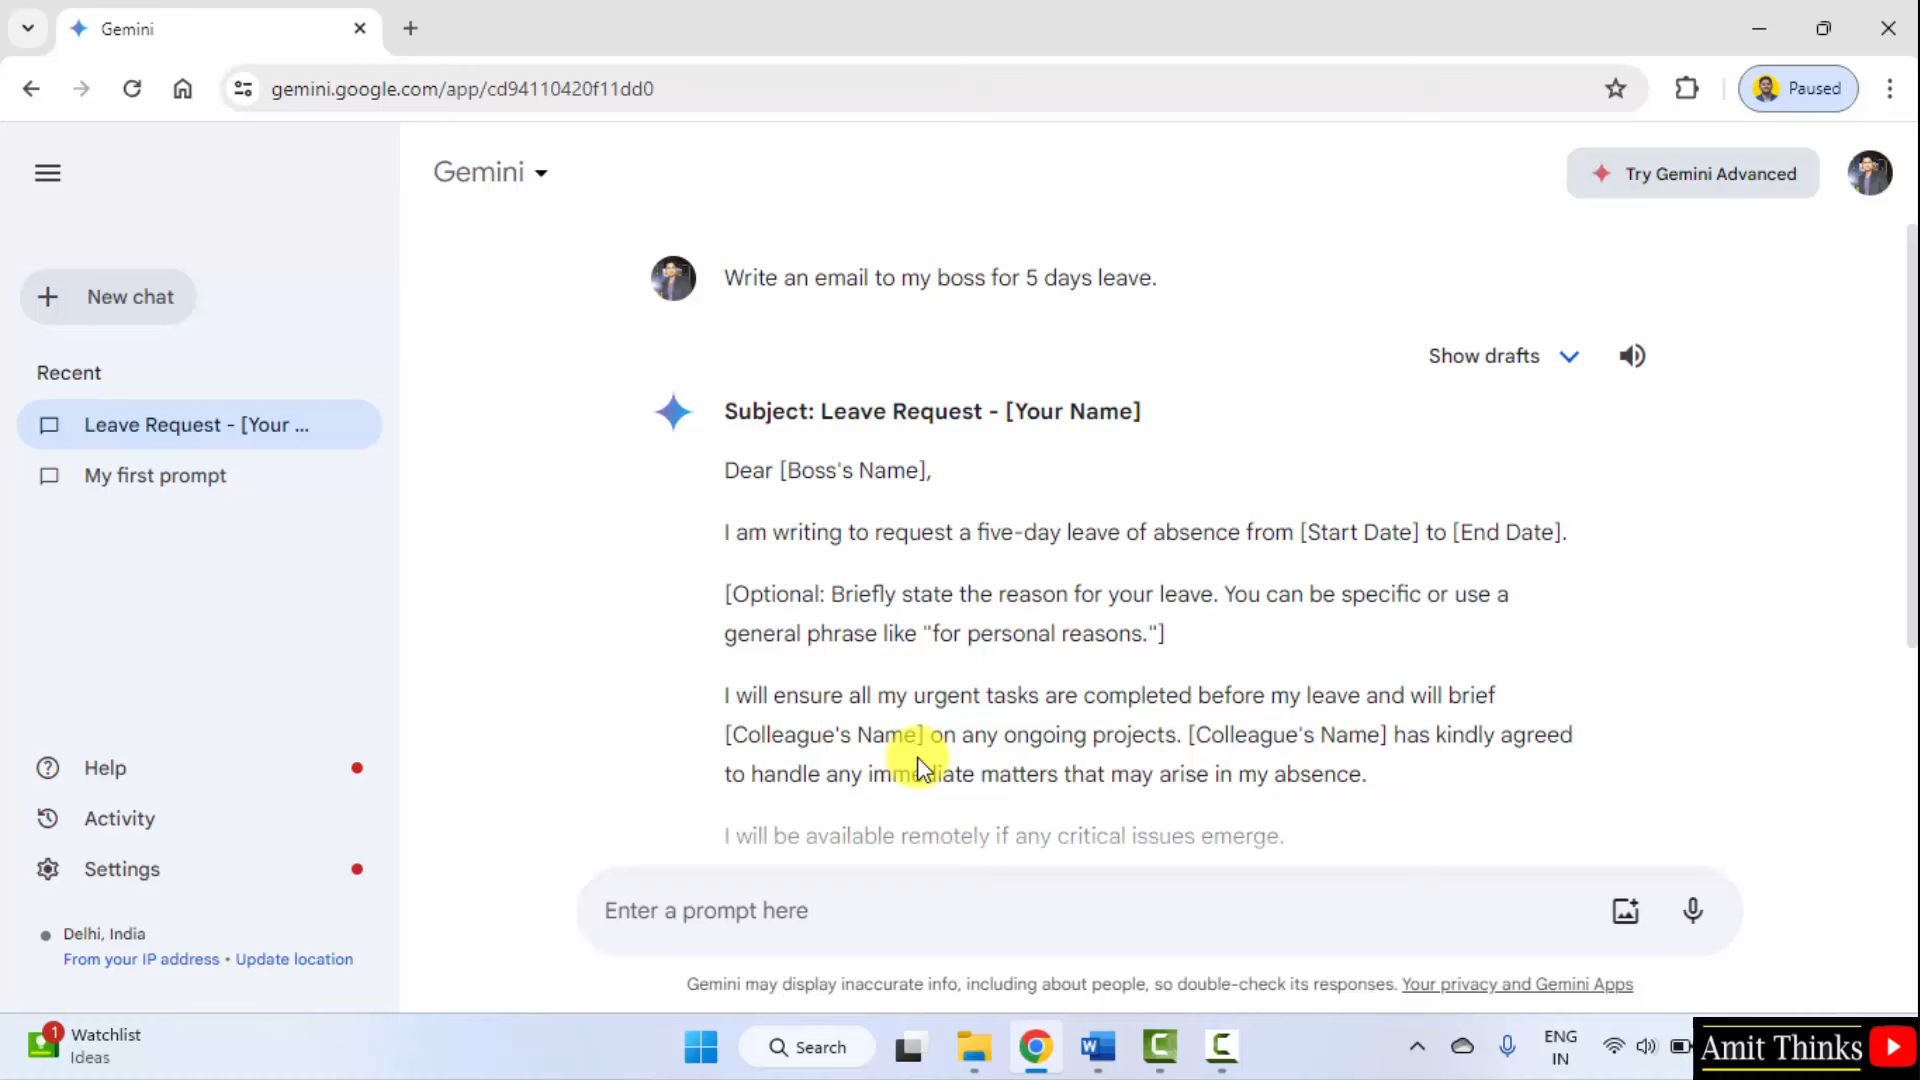 Gemini
gemini.google.com/app/cd94110420f11dd0
Paused
Gemini
Try Gemini Advanced
New chat
Recent
Leave Request - [Your ...
My first prompt
Help
Activity
Settings
Delhi, India
From your IP address • Update location
Write an email to my boss for 5 days leave.
Show drafts
Subject: Leave Request - [Your Name]
Dear [Boss's Name],
I am writing to request a five-day leave of absence from [Start Date] to [End Date].
[Optional: Briefly state the reason for your leave. You can be specific or use a
general phrase like "for personal reasons."]
I will ensure all my urgent tasks are completed before my leave and will brief
[Colleague's Name] on any ongoing projects. [Colleague's Name] has kindly agreed
to handle any immediate matters that may arise in my absence.
I will be available remotely if any critical issues emerge.
Enter a prompt here
Gemini may display inaccurate info, including about people, so double-check its responses. Your privacy and Gemini Apps
1
Watchlist
Ideas
Search
W
ENG
IN
Amit Thinks